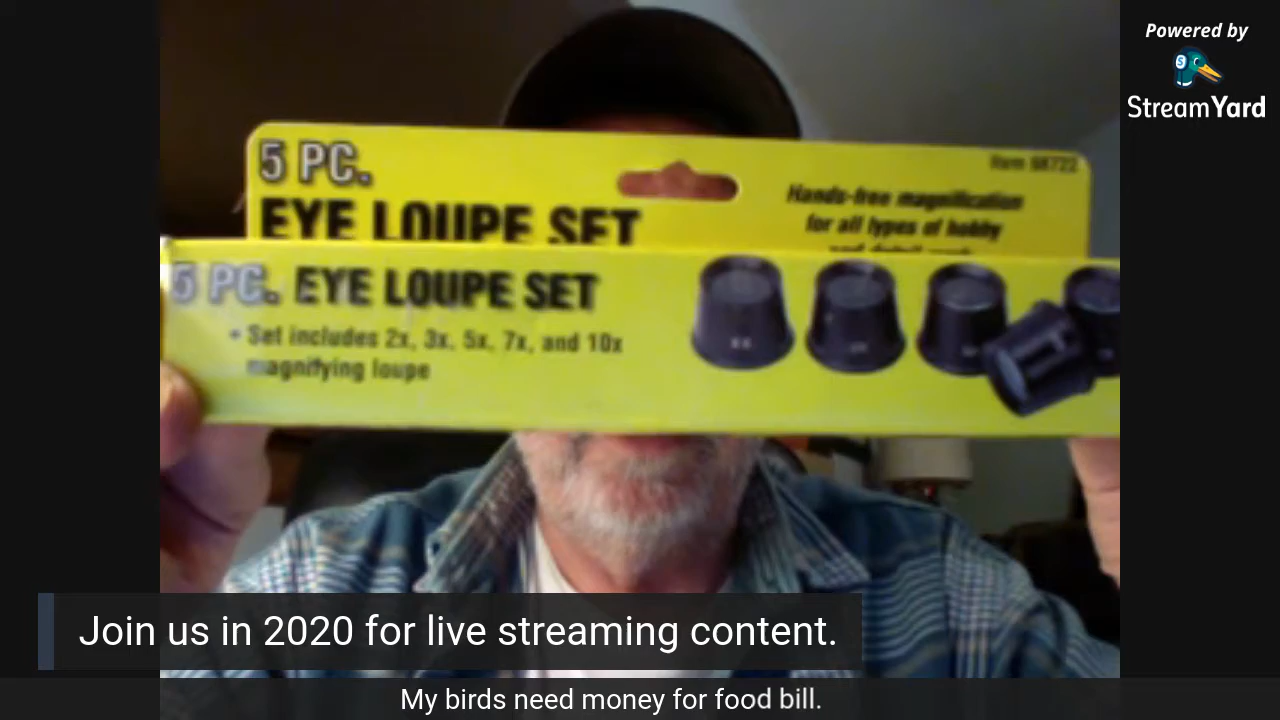 Powered by
StreamYard
5 PC.
EYE LOUPE SET
Item
Hands-free magnification
for all types of hobby
5 PC. EYE LOUPE SET
• Set includes 2x, 3x, 5x, 7x, and 10x
magnifying loupe
Join us in 2020 for live streaming content.
My birds need money for food bill.